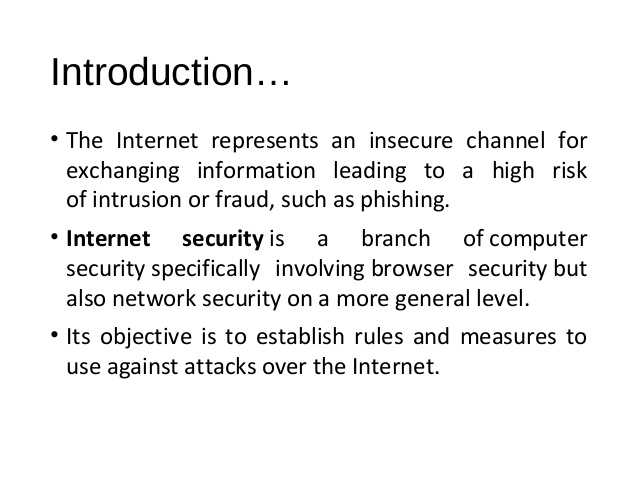 Introduction…
• The Internet represents an insecure channel for
exchanging information leading to a high risk
of intrusion or fraud, such as phishing.
• Internet security is a branch of computer
security specifically involving browser security but
also network security on a more general level.
• Its objective is to establish rules and measures to
use against attacks over the Internet.